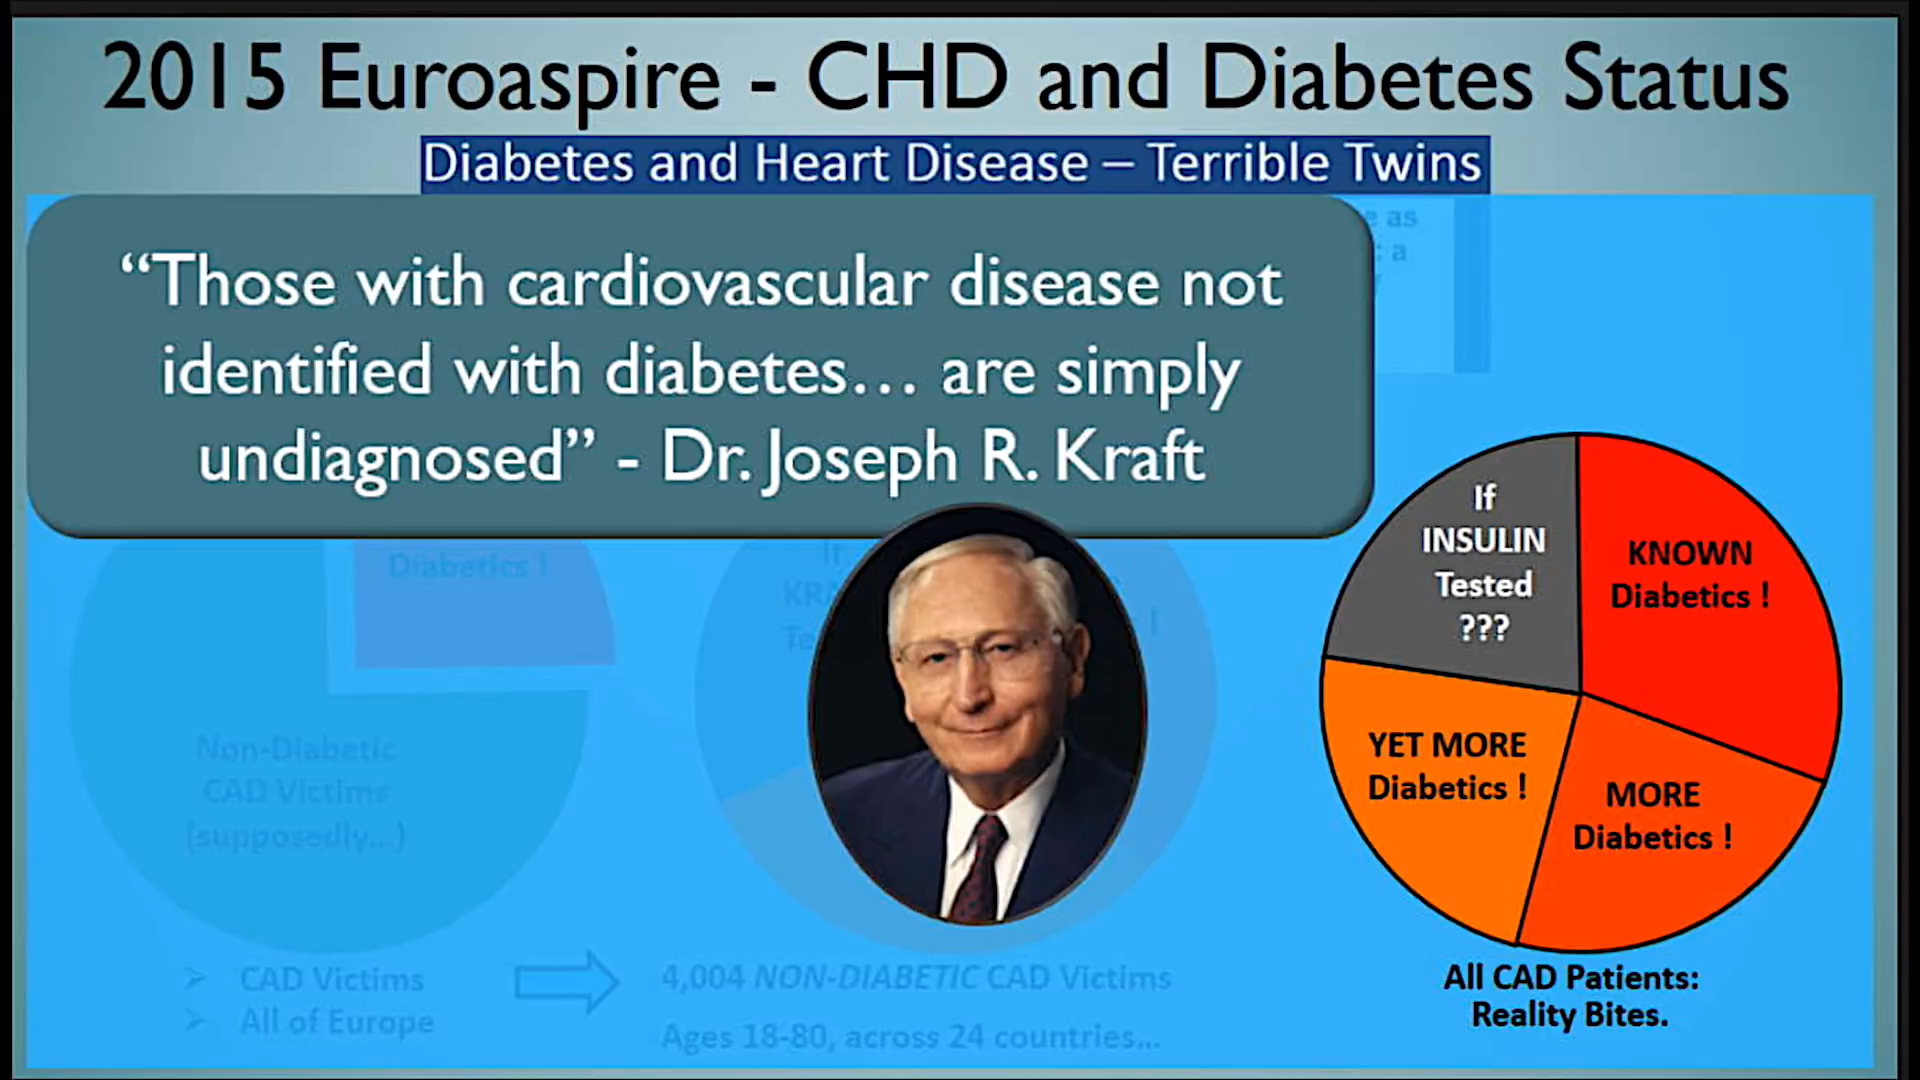 2015 Euroaspire - CHD and Diabetes Status
Diabetes and Heart Disease – Terrible Twins
e as
: a
“Those with cardiovascular disease not
identified with diabetes... are simply
undiagnosed” - Dr. Joseph R. Kraft
Diabetics !
Non-Diabetic
CAD Victims
(supposedly...)
➢ CAD Victims
➢ All of Europe
4,004 NON-DIABETIC CAD Victims
Ages 18-80, across 24 countries...
If
INSULIN
Tested
???
KNOWN
Diabetics !
YET MORE
Diabetics !
MORE
Diabetics !
All CAD Patients:
Reality Bites.